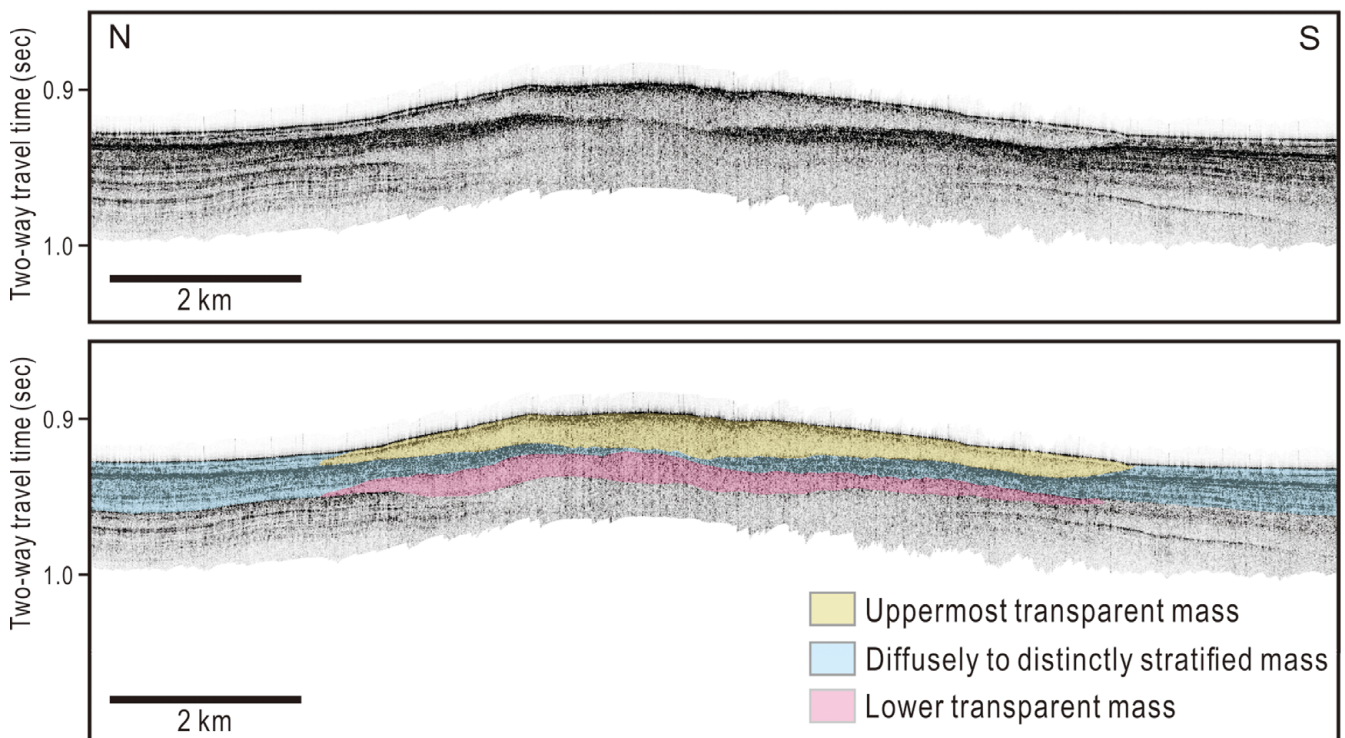 N
S
Two-way travel time (sec)
0.9
1.0
2 km
Two-way travel time (sec)
0.9
1.0
Uppermost transparent mass
Diffusely to distinctly stratified mass
Lower transparent mass
2 km